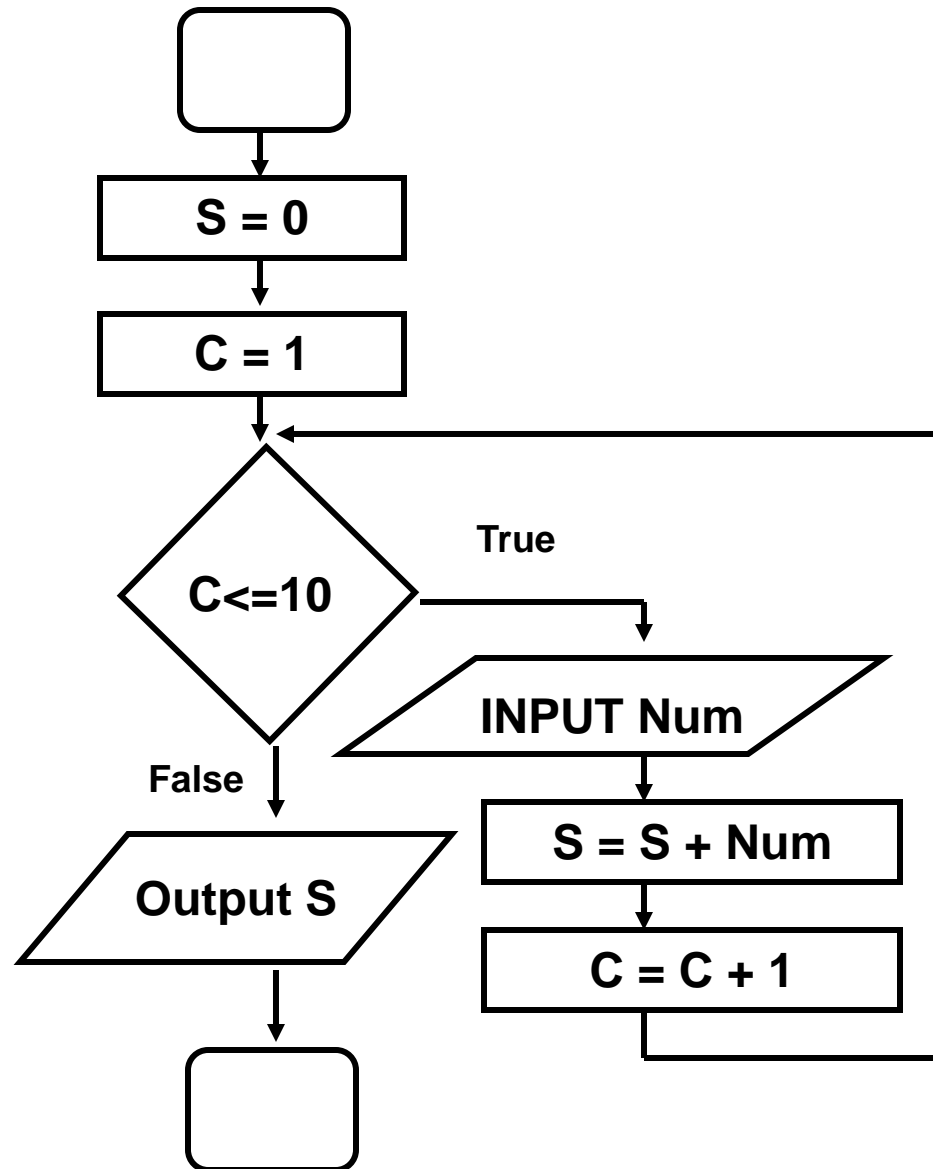 S = 0
C = 1
True
C<=10
INPUT Num
False
S = S + Num
Output S
C = C + 1